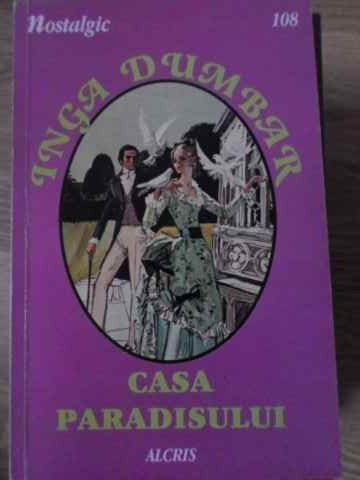 Nostalgic 108
INGA DUMBAR
CASA
PARADISULUI
ALCRIS